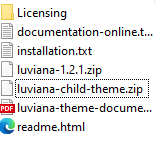 Licensing
documentation-online.t...
installation.txt
luviana-1.2.1.zip
luviana-child-theme.zip
luviana-theme-docume...
PDF
readme.html